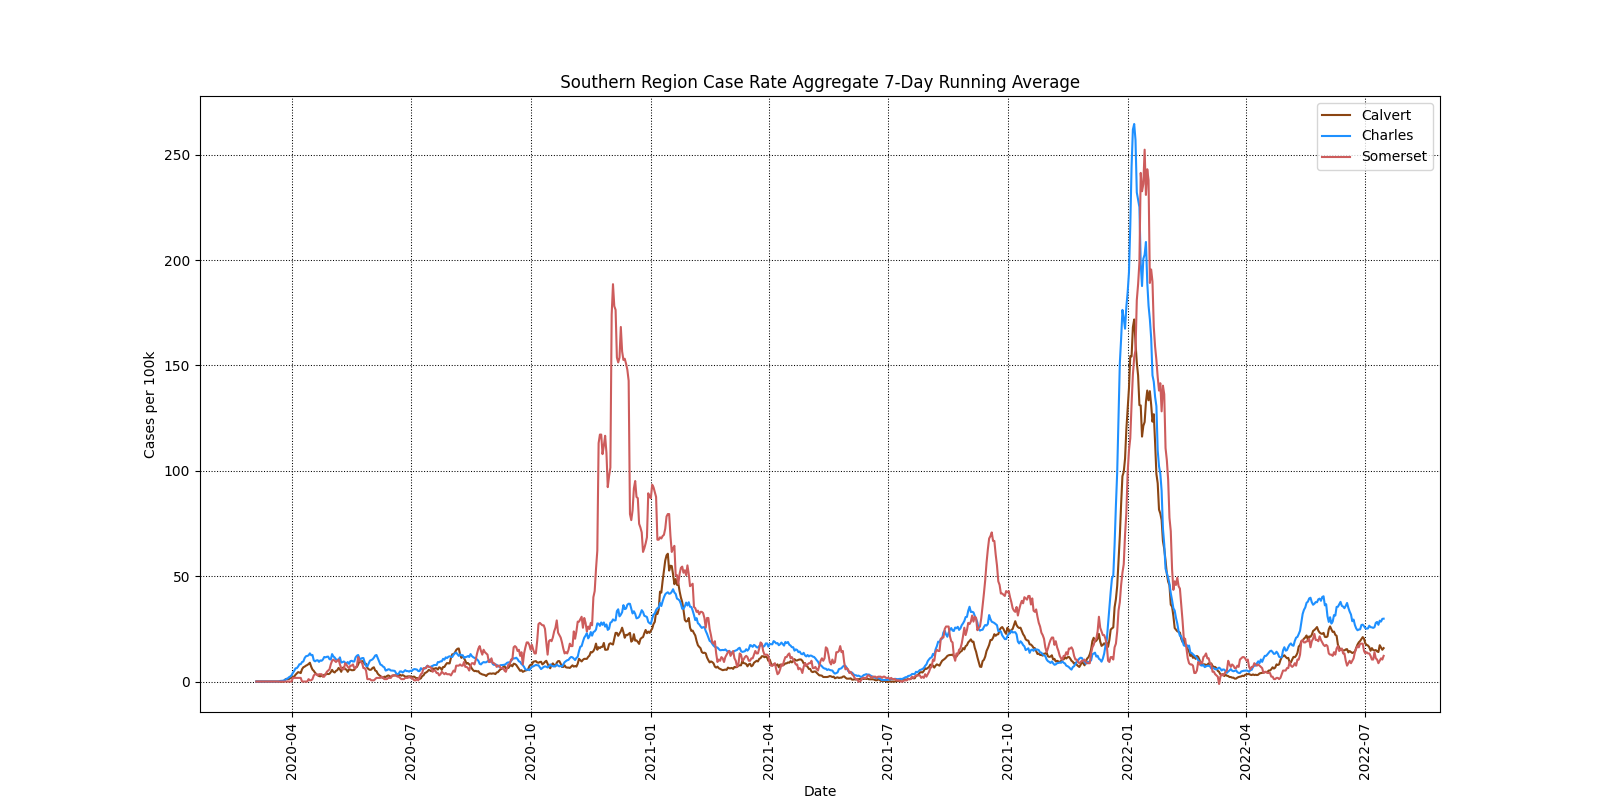 Southern Region Case Rate Aggregate 7-Day Running Average
Calvert
Charles
Somerset
Cases per 100k
250
200
150
100
50
0
2020-04
2020-07
2020-10
2021-01
2021-04
2021-07
2021-10
2022-01
2022-04
2022-07
Date